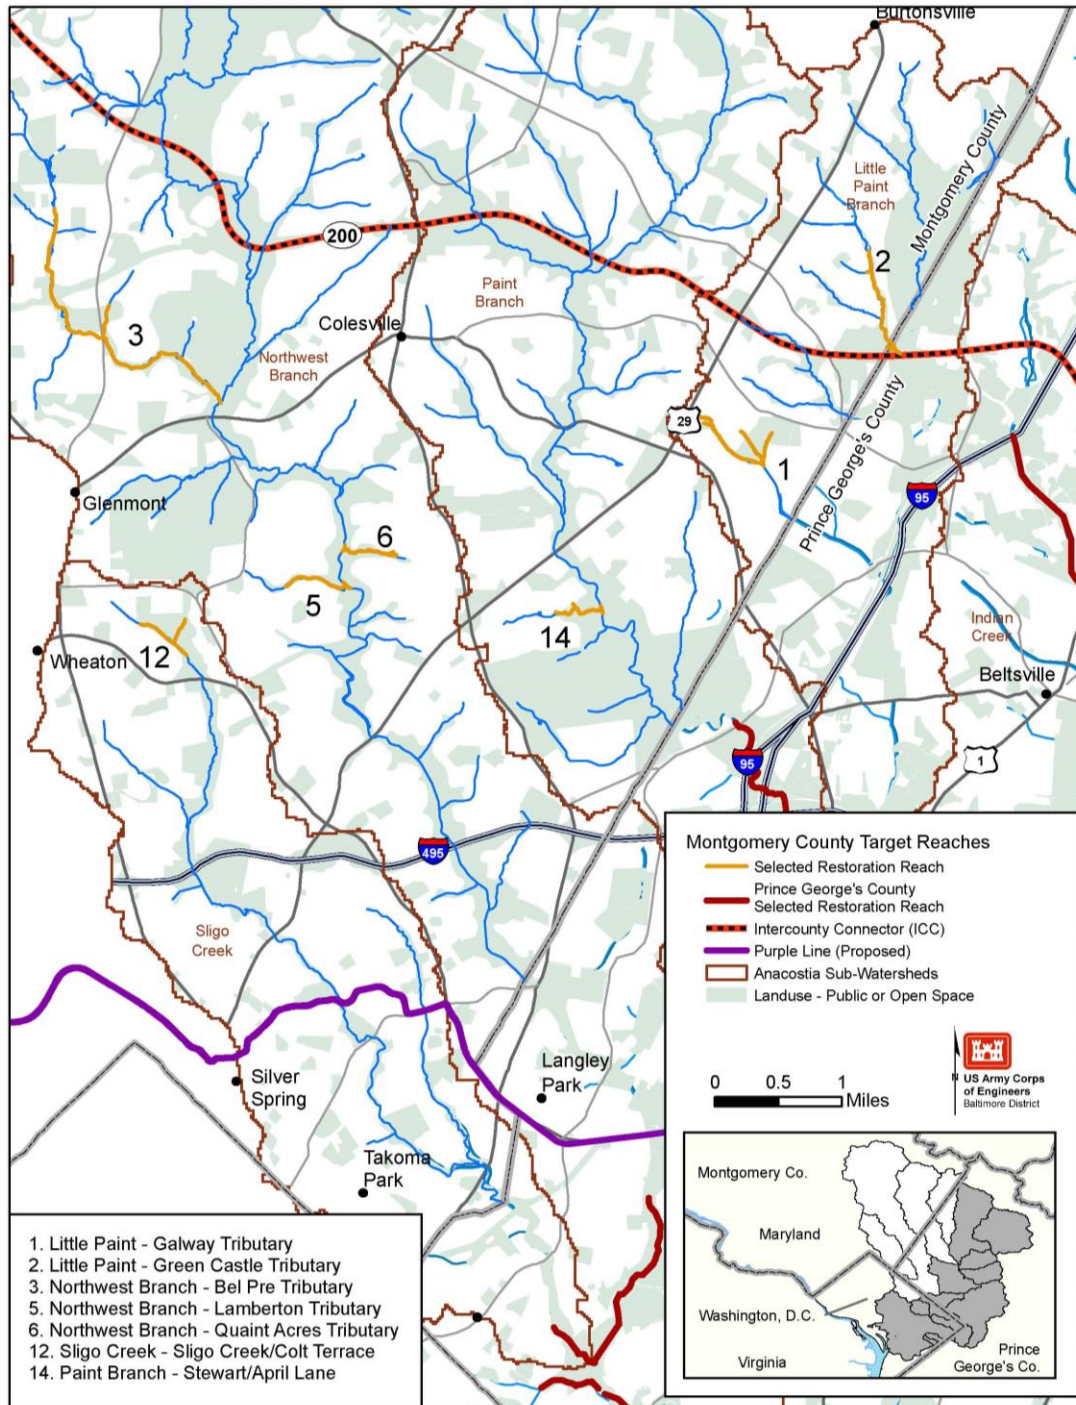 Burtonsville
Little
Paint
Branch
Montgomery County
2
200
Paint
Branch
3
Colesville
Northwest
Branch
29
Prince George's County
1
95
Glenmont
6
5
14
12
Wheaton
Indian
Creek
Beltsville
95
1
495
Sligo
Creek
Langley
Park
Silver
Spring
Takoma
Park
Montgomery County Target Reaches
Selected Restoration Reach
Prince George's County
Selected Restoration Reach
Intercounty Connector (ICC)
Purple Line (Proposed)
Anacostia Sub-Watersheds
Landuse - Public or Open Space
0 0.5 1
Miles
N
US Army Corps
of Engineers
Baltimore District
Montgomery Co.
Maryland
Washington, D.C.
Virginia
Prince
George's Co.
1. Little Paint - Galway Tributary
2. Little Paint - Green Castle Tributary
3. Northwest Branch - Bel Pre Tributary
5. Northwest Branch - Lamberton Tributary
6. Northwest Branch - Quaint Acres Tributary
12. Sligo Creek - Sligo Creek/Colt Terrace
14. Paint Branch - Stewart/April Lane